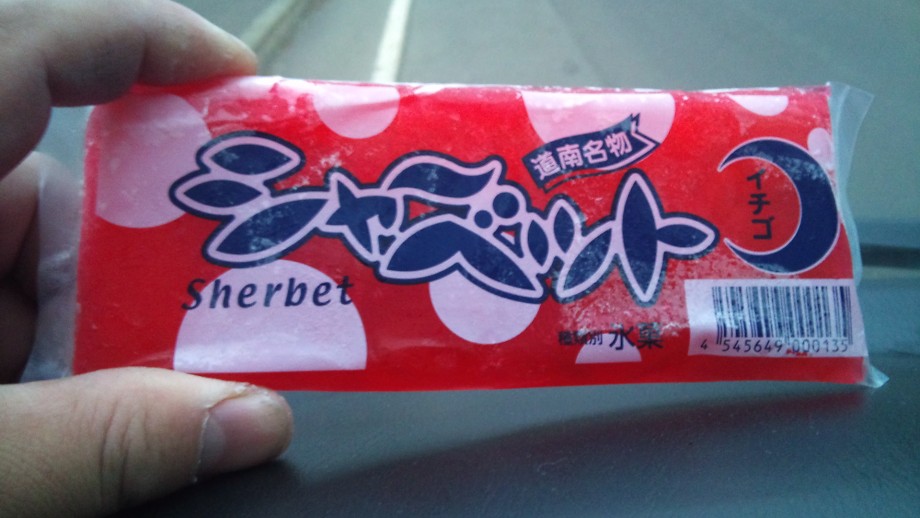 道南名物
シャーベット
Sherbet
イチゴ
種類別 氷菓
4 545649 000135